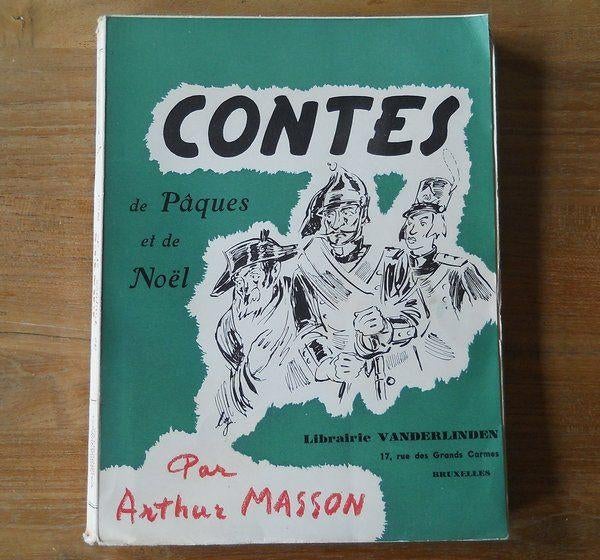 CONTES
de Pâques
et de
Noël
Librairie VANDERLINDEN
17, rue des Grands Carmes
BRUXELLES
Par
Arthur MASSON